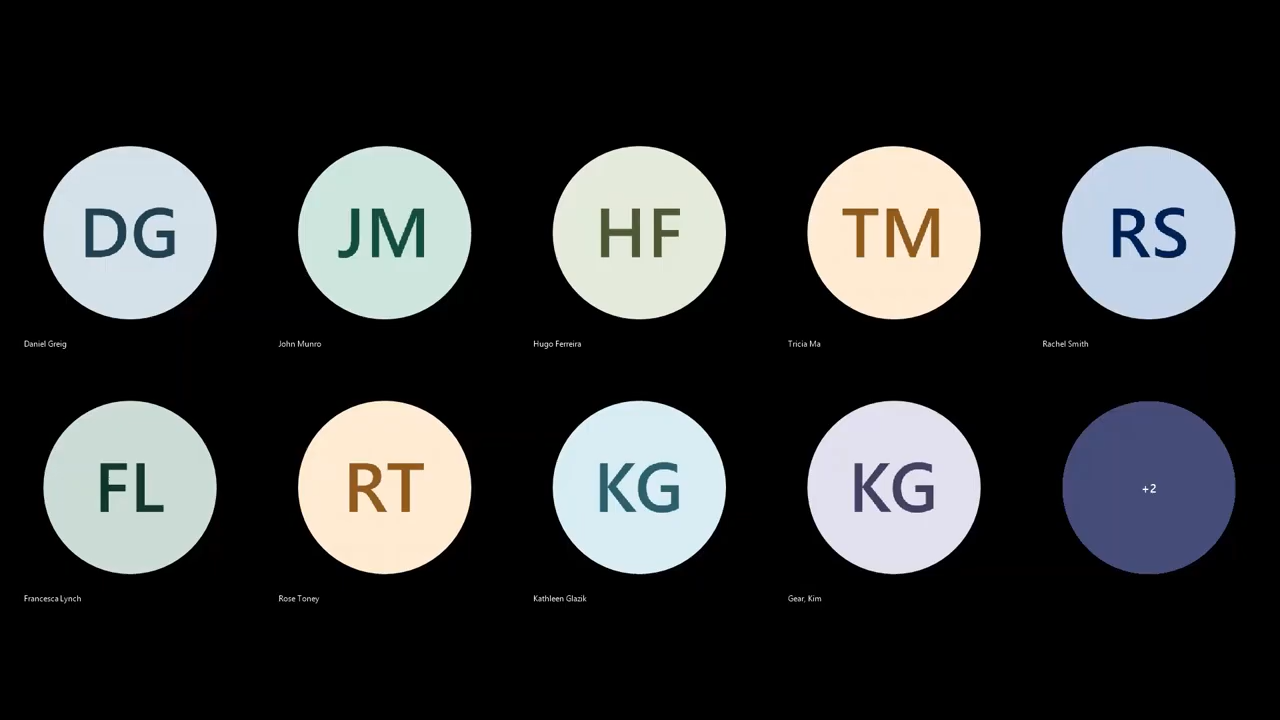 DG
JM
HF
TM
RS
Daniel Greig
John Munro
Hugo Ferreira
Tricia Ma
Rachel Smith
FL
RT
KG
KG
+2
Francesca Lynch
Rose Toney
Kathleen Glazik
Gear, Kim